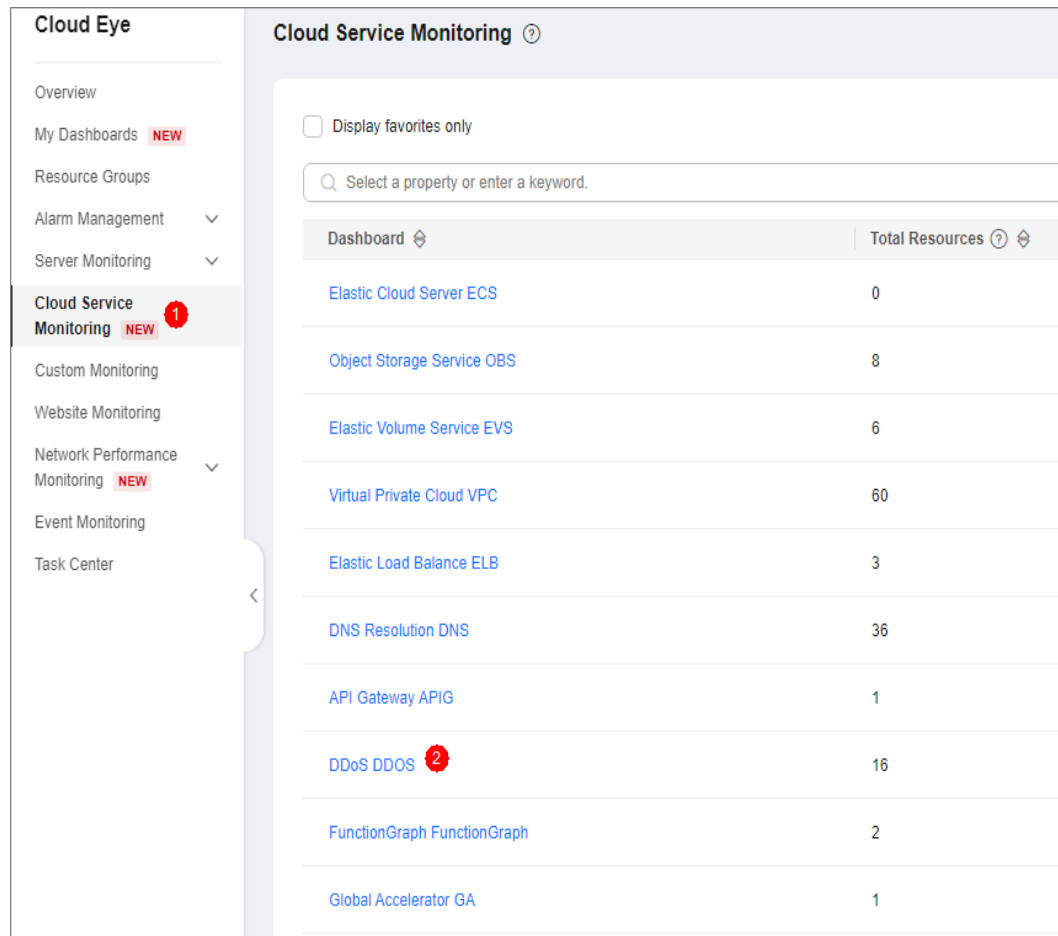 Cloud Eye
Overview
My Dashboards NEW
Resource Groups
Alarm Management
Server Monitoring
Cloud Service
Monitoring NEW
1
Custom Monitoring
Website Monitoring
Network Performance
Monitoring NEW
Event Monitoring
Task Center
Cloud Service Monitoring ?
Display favorites only
Select a property or enter a keyword.
Dashboard Total Resources ?
Elastic Cloud Server ECS 0
Object Storage Service OBS 8
Elastic Volume Service EVS 6
Virtual Private Cloud VPC 60
Elastic Load Balance ELB 3
DNS Resolution DNS 36
API Gateway APIG 1
DDoS DDOS 2 16
FunctionGraph FunctionGraph 2
Global Accelerator GA 1